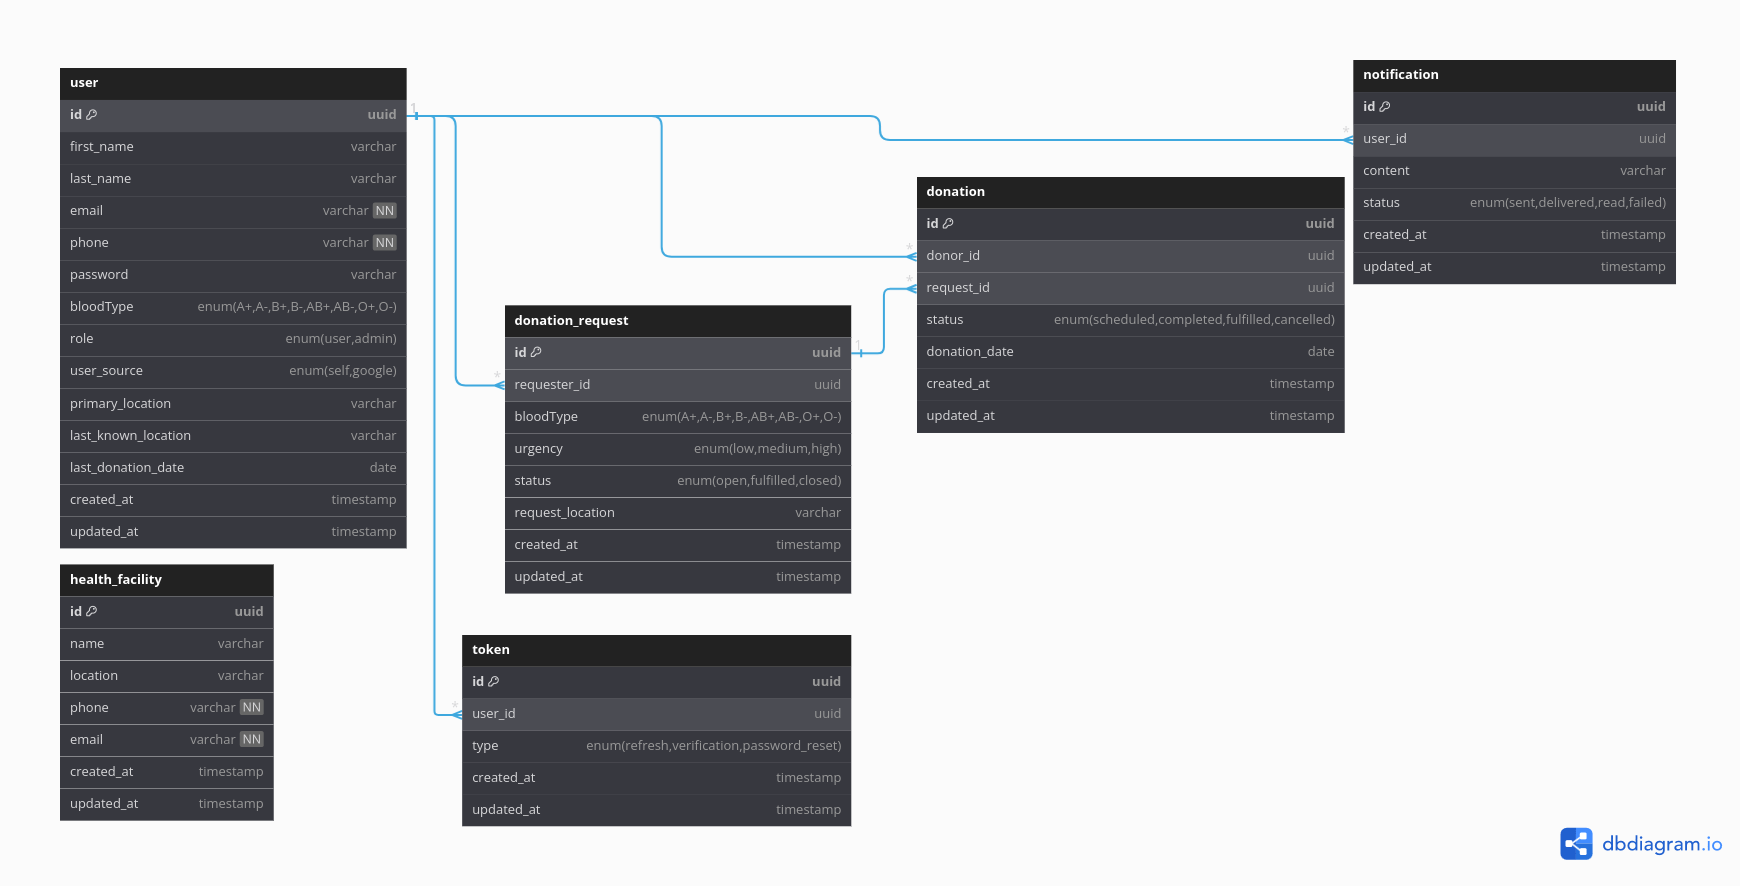 user
id uuid
first_name varchar
last_name varchar
email varchar NN
phone varchar NN
password varchar
bloodType enum(A+,A-,B+,B-,AB+,AB-,O+,O-)
role enum(user,admin)
user_source enum(self,google)
primary_location varchar
last_known_location varchar
last_donation_date date
created_at timestamp
updated_at timestamp
health_facility
id uuid
name varchar
location varchar
phone varchar NN
email varchar NN
created_at timestamp
updated_at timestamp
1
*
donation_request
id uuid
requester_id uuid
bloodType enum(A+,A-,B+,B-,AB+,AB-,O+,O-)
urgency enum(low,medium,high)
status enum(open,fulfilled,closed)
request_location varchar
created_at timestamp
updated_at timestamp
1
*
token
id uuid
user_id uuid
type enum(refresh,verification,password_reset)
created_at timestamp
updated_at timestamp
*
*
donation
id uuid
donor_id uuid
request_id uuid
status enum(scheduled,completed,fulfilled,cancelled)
donation_date date
created_at timestamp
updated_at timestamp
*
notification
id uuid
user_id uuid
content varchar
status enum(sent,delivered,read,failed)
created_at timestamp
updated_at timestamp
dbdiagram.io